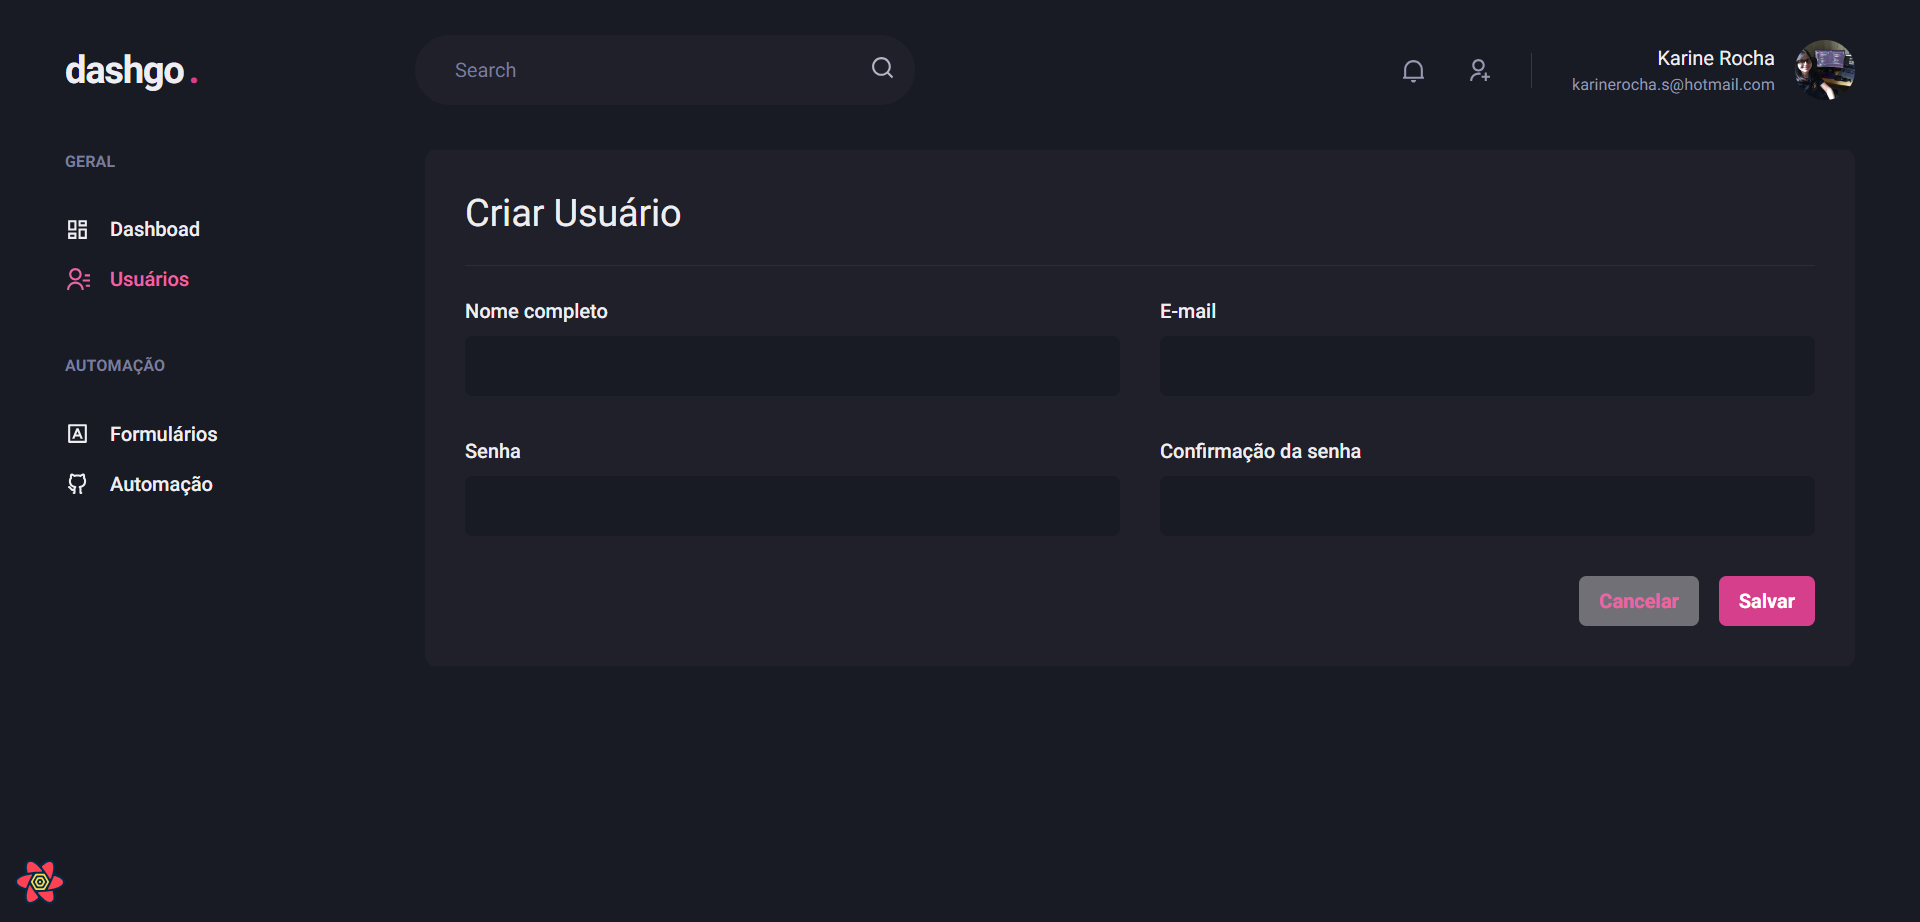 dashgo.
Search
Karine Rocha
karinerocha.s@hotmail.com
GERAL
Dashboad
Usuários
AUTOMAÇÃO
Formulários
Automação
Criar Usuário
Nome completo
E-mail
Senha
Confirmação da senha
Cancelar
Salvar